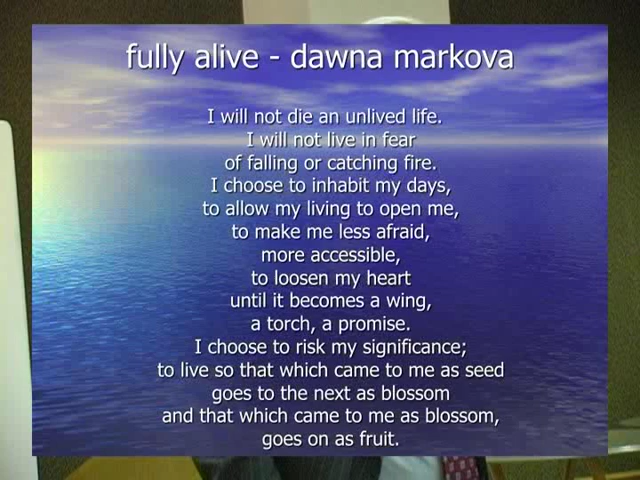 fully alive - dawna markova
I will not die an unlived life.
I will not live in fear
of falling or catching fire.
I choose to inhabit my days,
to allow my living to open me,
to make me less afraid,
more accessible,
to loosen my heart
until it becomes a wing,
a torch, a promise.
I choose to risk my significance;
to live so that which came to me as seed
goes to the next as blossom
and that which came to me as blossom,
goes on as fruit.